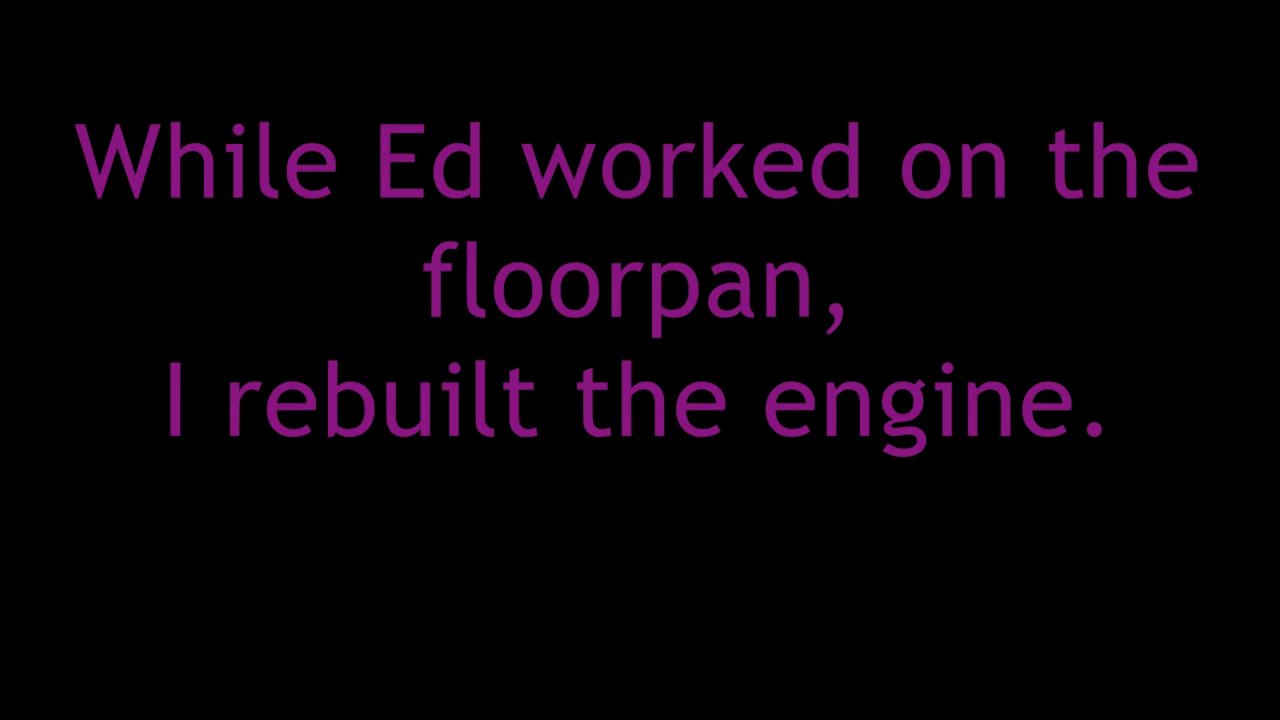 While Ed worked on the
floorpan,
I rebuilt the engine.